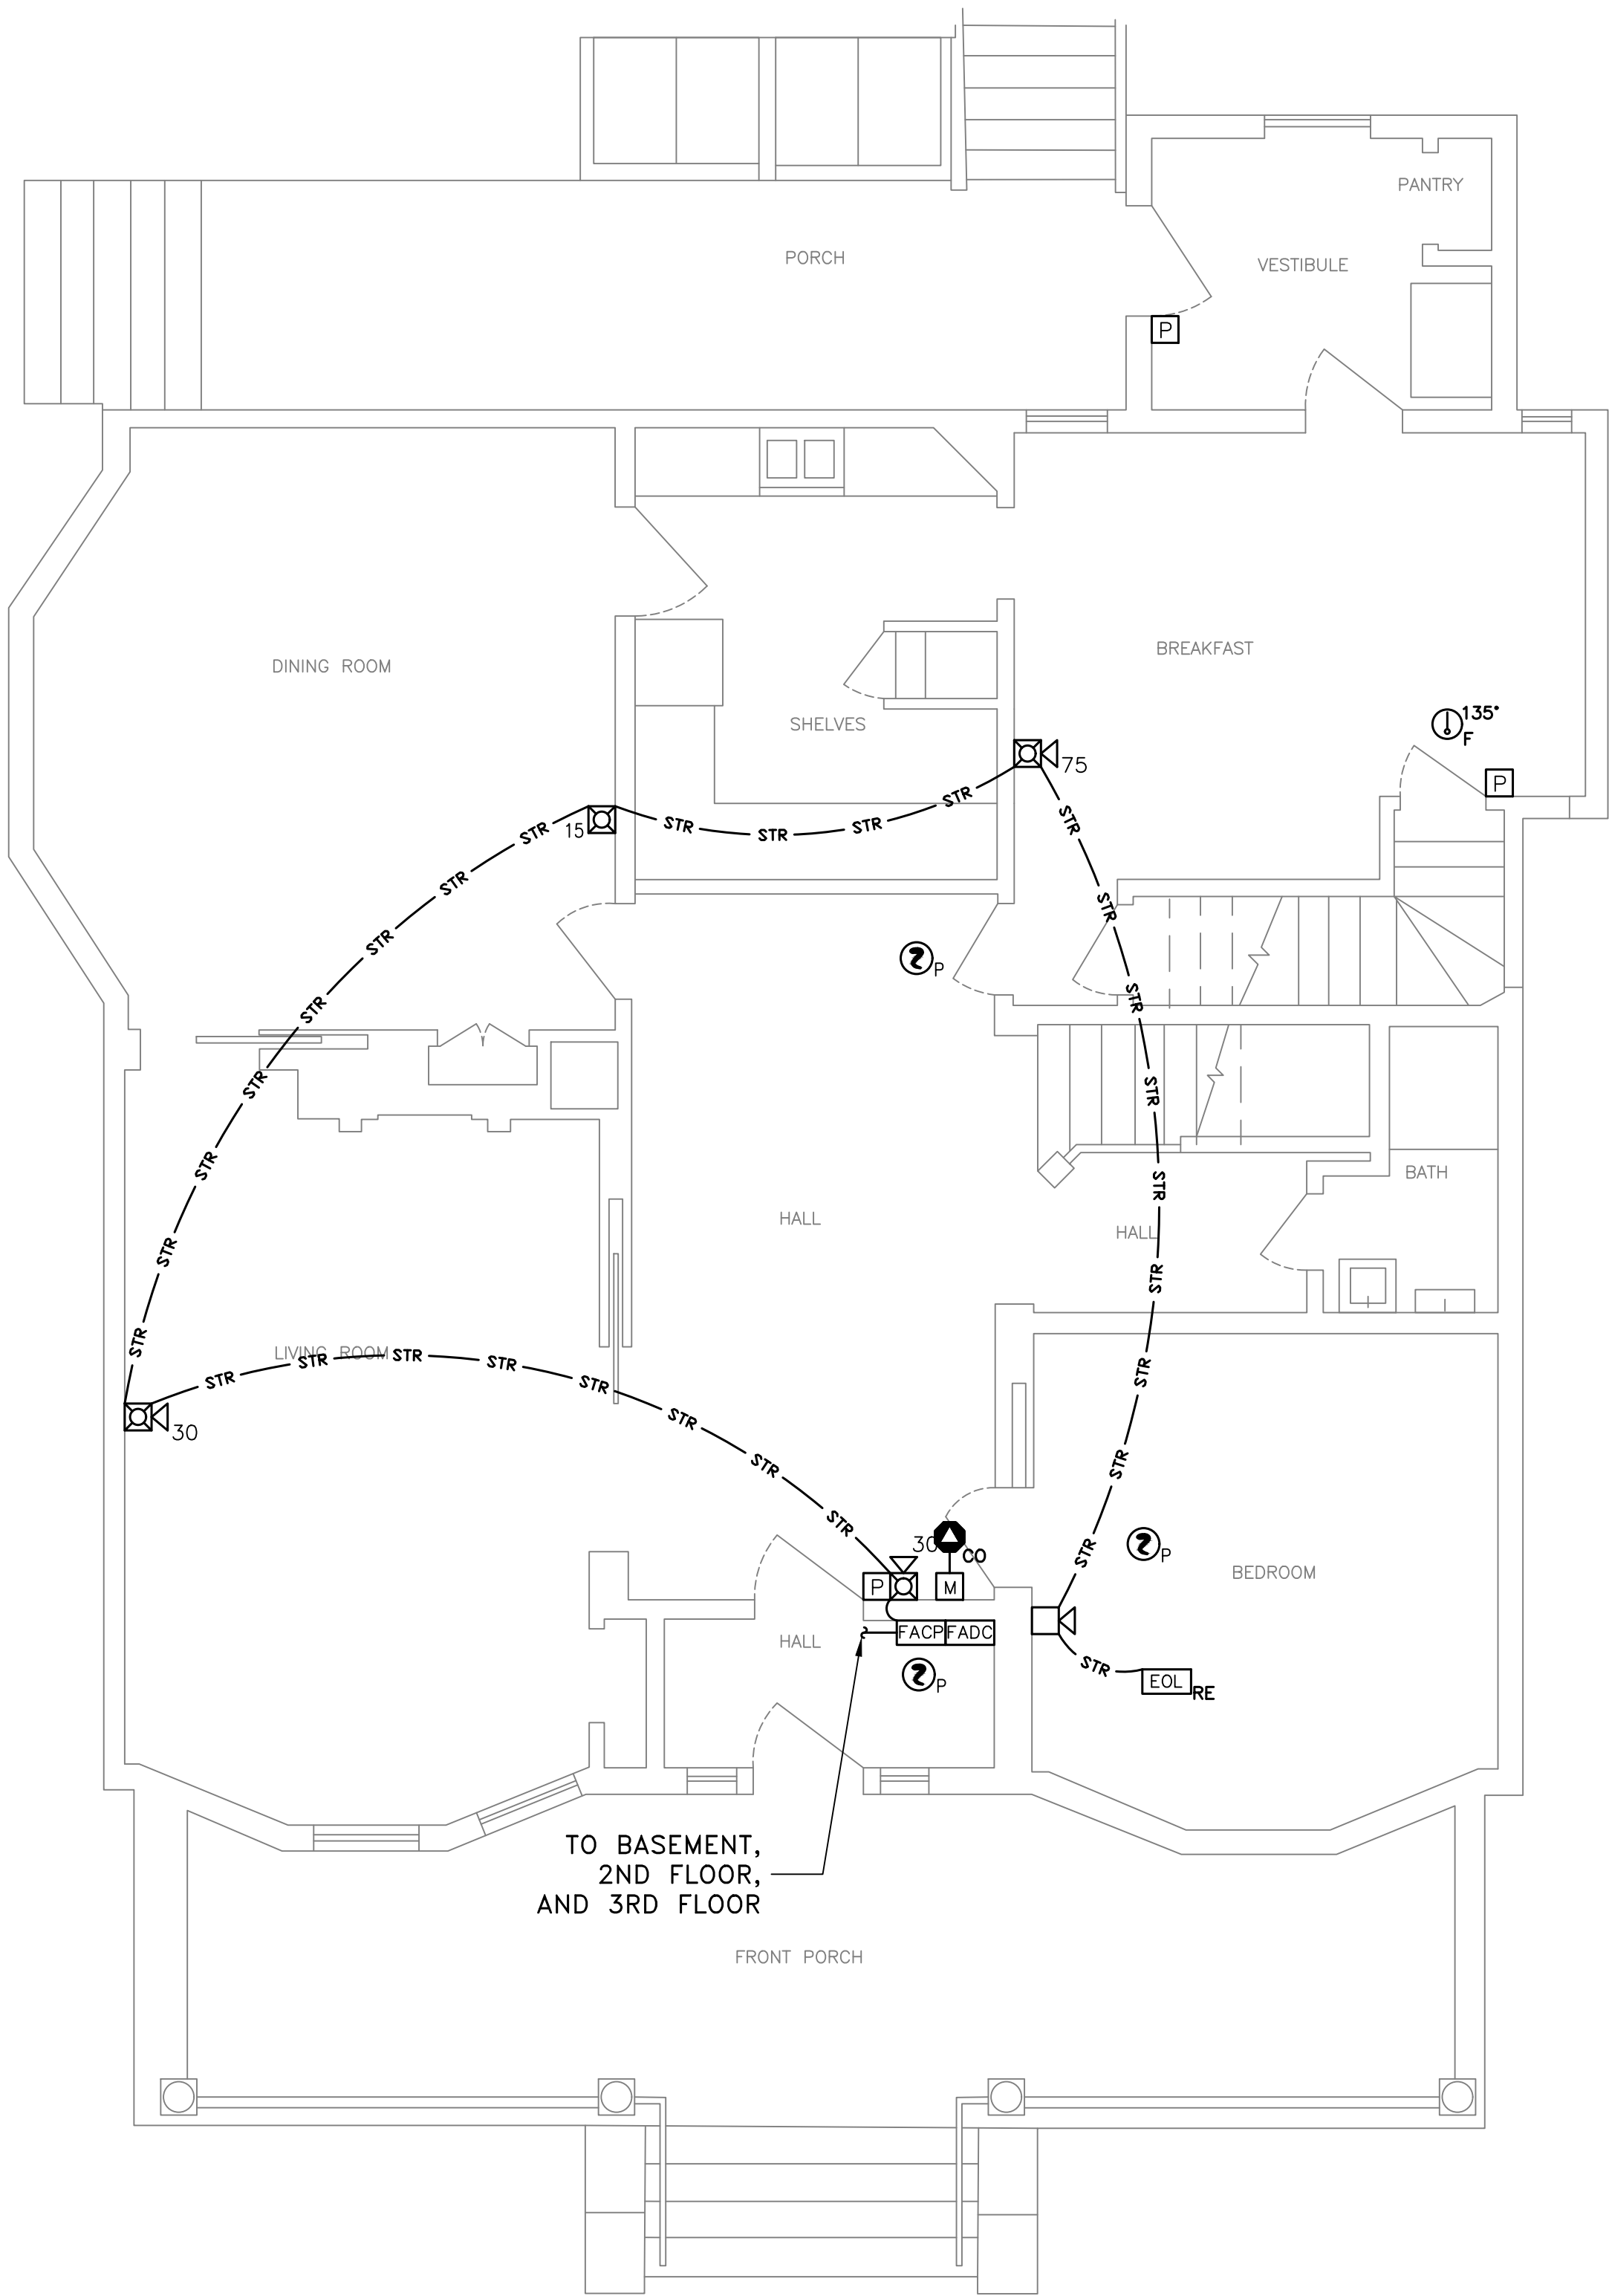 PANTRY
PORCH
VESTIBULE
P
DINING ROOM
BREAKFAST
SHELVES
135°
F
P
75
15
STR
STR
STR
STR
STR
STR
STR
STR
STR
STR
STR
STR
STR
STR
P
STR
STR
STR
STR
STR
STR
STR
STR
STR
BATH
HALL
HALL
LIVING ROOM
STR
STR
STR
STR
STR
STR
STR
STR
30
30
CO
P
M
P
BEDROOM
HALL
FACP
FADC
P
STR
EOL
RE
TO BASEMENT,
2ND FLOOR,
AND 3RD FLOOR
FRONT PORCH